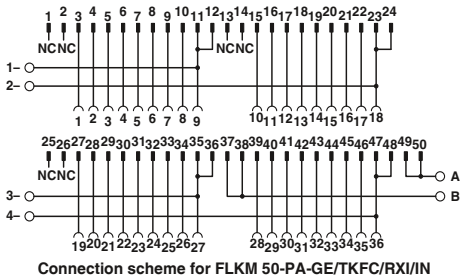 1 2 3 4 5 6 7 8 9 10 11 12 13 14 15 16 17 18 19 20 21 22 23 24
NC NC NC NC
1–
2–
1 2 3 4 5 6 7 8 9 10 11 12 13 14 15 16 17 18
25 26 27 28 29 30 31 32 33 34 35 36 37 38 39 40 41 42 43 44 45 46 47 48 49 50
NC NC
A
3– B
4–
19 20 21 22 23 24 25 26 27 28 29 30 31 32 33 34 35 36
Connection scheme for FLKM 50-PA-GE/TKFC/RXI/IN